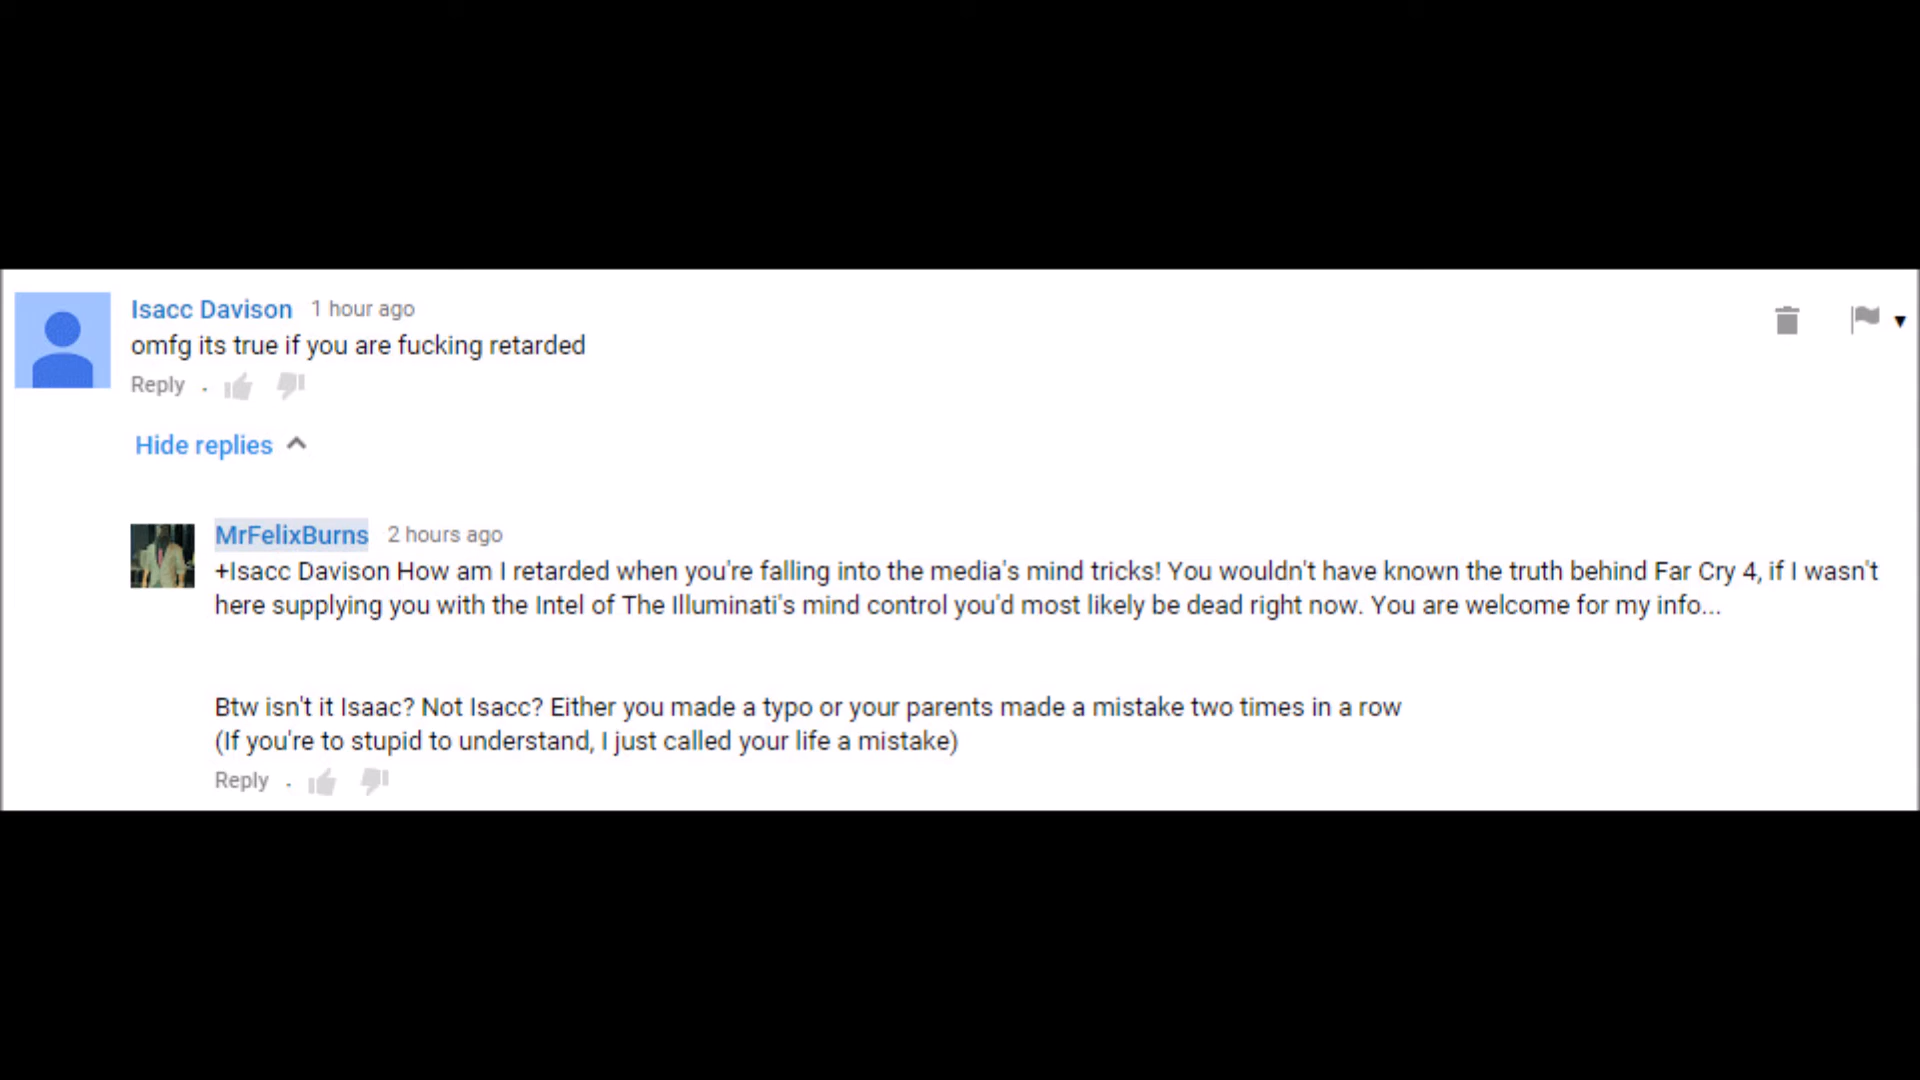 Isacc Davison 1 hour ago
omfg its true if you are fucking retarded
Reply .
Hide replies
MrFelixBurns 2 hours ago
+Isacc Davison How am I retarded when you're falling into the media's mind tricks! You wouldn't have known the truth behind Far Cry 4, if I wasn't
here supplying you with the Intel of The Illuminati's mind control you'd most likely be dead right now. You are welcome for my info...
Btw isn't it Isaac? Not Isacc? Either you made a typo or your parents made a mistake two times in a row
(If you're to stupid to understand, I just called your life a mistake)
Reply .